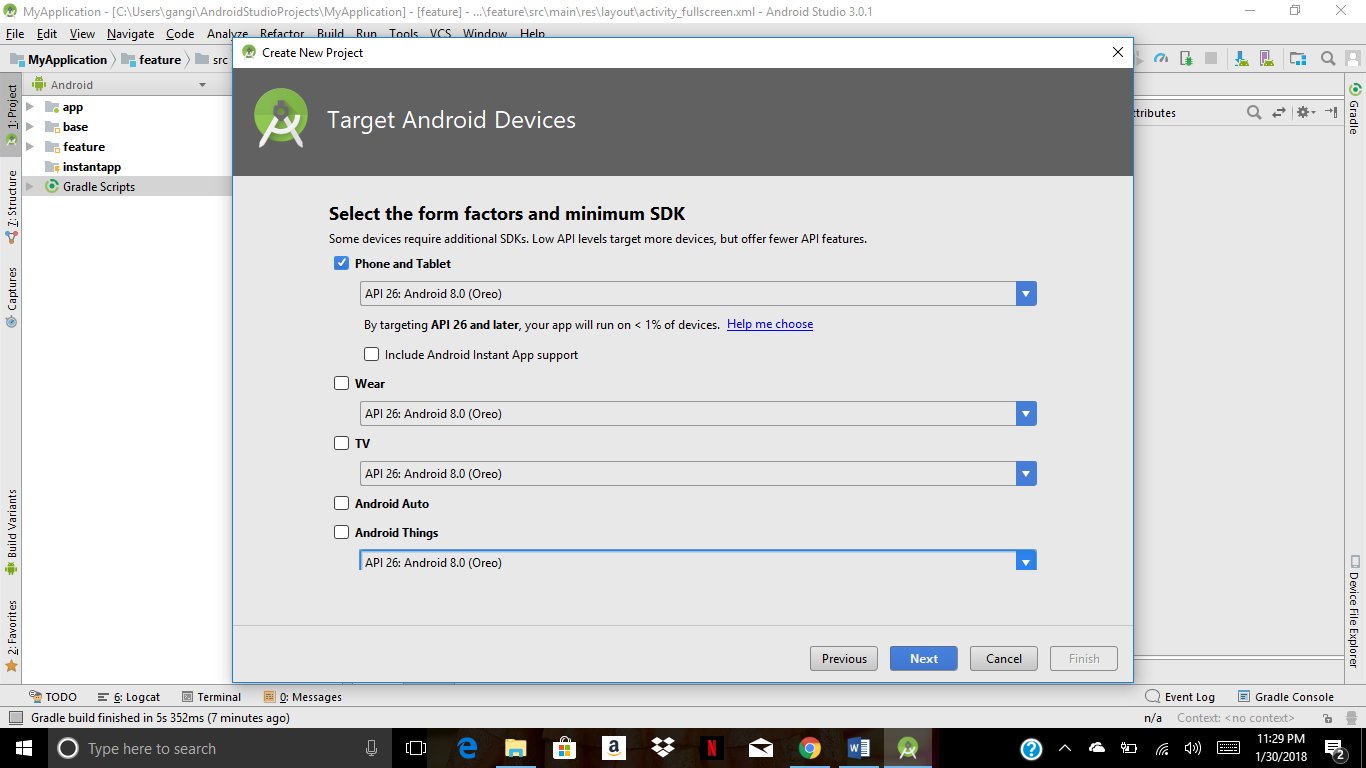 MyApplication - [C:\Users\gangi\AndroidStudioProjects\MyApplication] - [feature] - ...\feature\src\main\res\layout\activity_fullscreen.xml - Android Studio 3.0.1
File Edit View Navigate Code Analyze Refactor Build Run Tools VCS Window Help
MyApplication feature src
Create New Project
Android
1: Project
7: Structure
Captures
Build Variants
2: Favorites
app
base
feature
instantapp
Gradle Scripts
Target Android Devices
Select the form factors and minimum SDK
Some devices require additional SDKs. Low API levels target more devices, but offer fewer API features.
Phone and Tablet
API 26: Android 8.0 (Oreo)
By targeting API 26 and later, your app will run on < 1% of devices. Help me choose
Include Android Instant App support
Wear
API 26: Android 8.0 (Oreo)
TV
API 26: Android 8.0 (Oreo)
Android Auto
Android Things
API 26: Android 8.0 (Oreo)
Previous Next Cancel Finish
ttributes
Gradle
Device File Explorer
TODO 6: Logcat Terminal 0: Messages Event Log Gradle Console
Gradle build finished in 5s 352ms (7 minutes ago) n/a Context: <no context>
Type here to search
11:29 PM
1/30/2018
2